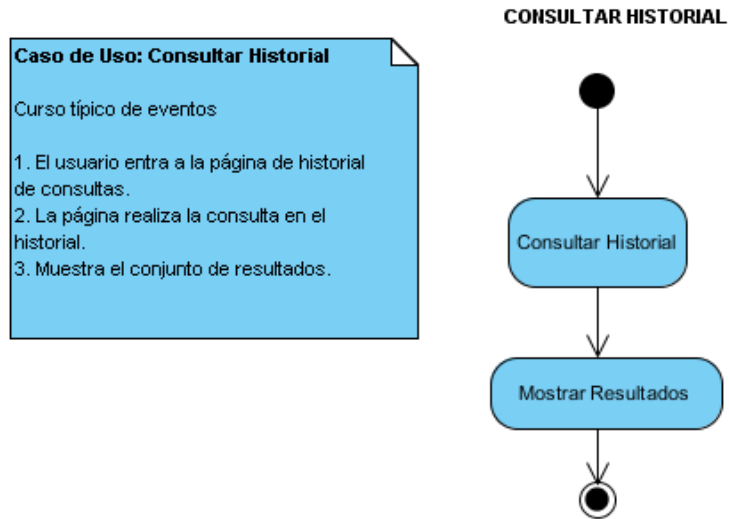 CONSULTAR HISTORIAL
Caso de Uso: Consultar Historial
Curso típico de eventos
1. El usuario entra a la página de historial
de consultas.
2. La página realiza la consulta en el
historial.
3. Muestra el conjunto de resultados.
Consultar Historial
Mostrar Resultados